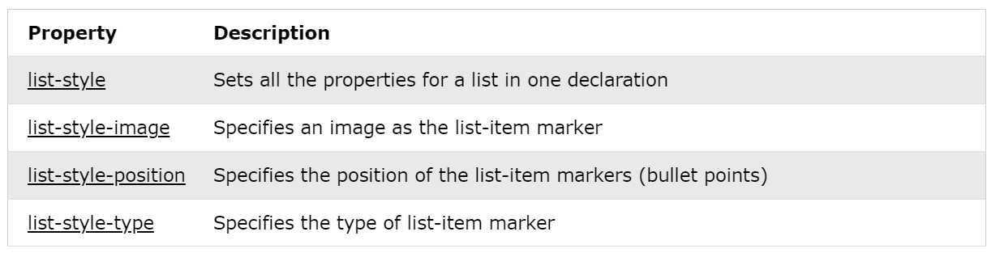 Property Description
list-style Sets all the properties for a list in one declaration
list-style-image Specifies an image as the list-item marker
list-style-position Specifies the position of the list-item markers (bullet points)
list-style-type Specifies the type of list-item marker